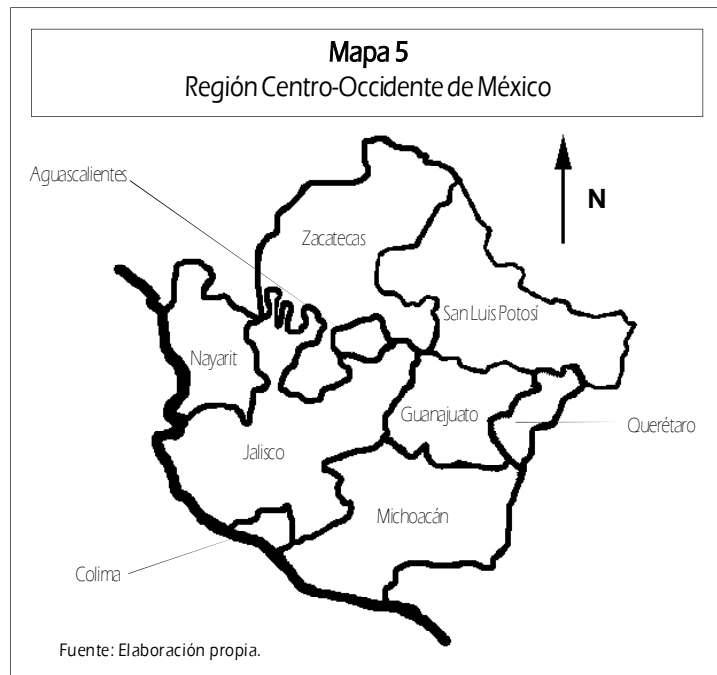 Mapa 5
Región Centro-Occidente de México
Aguascalientes
N
Zacatecas
San Luis Potosí
Nayarit
Guanajuato
Querétaro
Jalisco
Michoacán
Colima
Fuente: Elaboración propia.